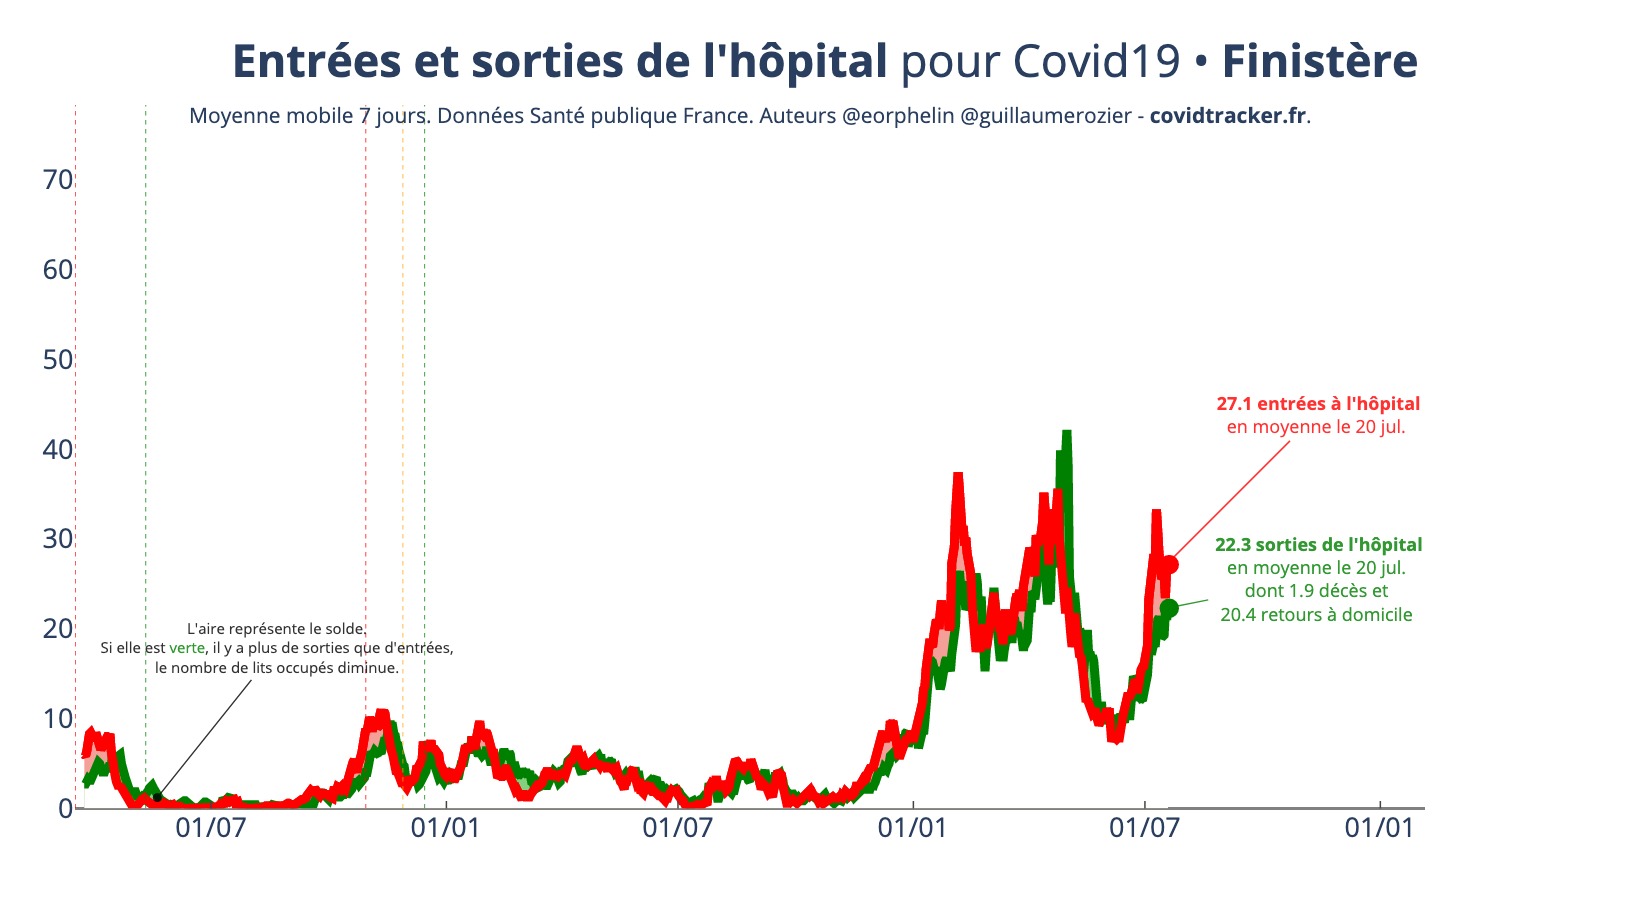 Entrées et sorties de l'hôpital pour Covid19 • Finistère
Moyenne mobile 7 jours. Données Santé publique France. Auteurs @eorphelin @guillaumerozier - covidtracker.fr.
70
60
50
40
30
20
10
0
27.1 entrées à l'hôpital
en moyenne le 20 jul.
22.3 sorties de l'hôpital
en moyenne le 20 jul.
dont 1.9 décès et
20.4 retours à domicile
L'aire représente le solde.
Si elle est verte, il y a plus de sorties que d'entrées,
le nombre de lits occupés diminue.
01/07
01/01
01/07
01/01
01/07
01/01